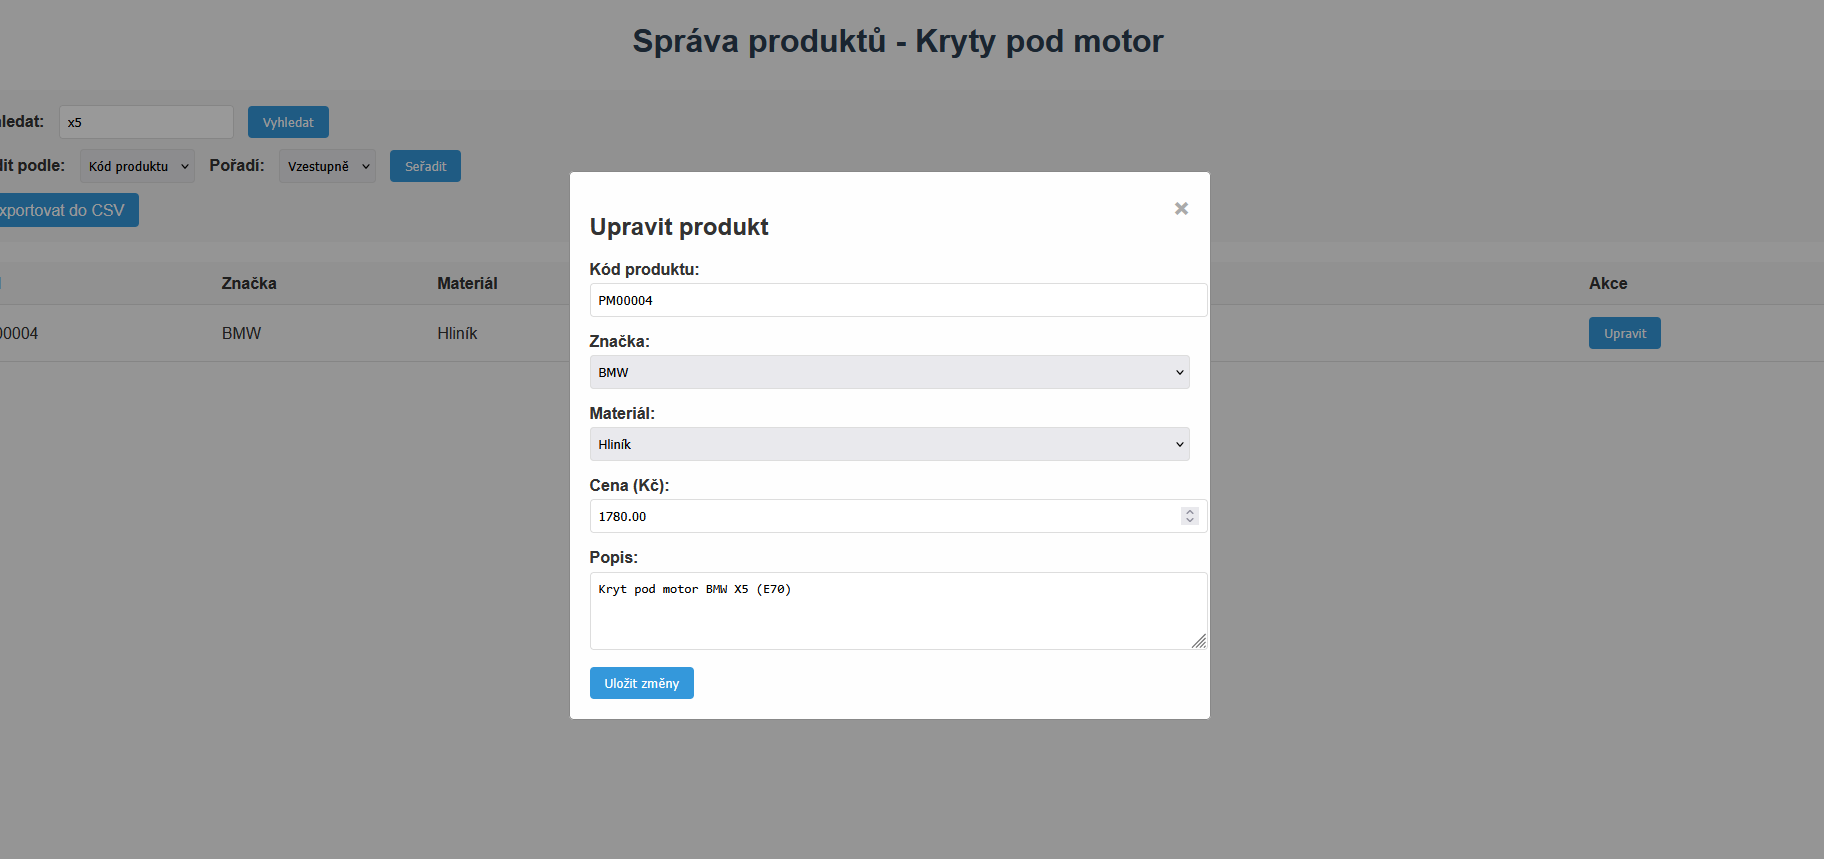 Správa produktů - Kryty pod motor
ledat: x5 Vyhledat
lit podle: Kód produktu Pořadí: Vzestupně Seřadit
xportovat do CSV
Značka Materiál Akce
00004 BMW Hliník Upravit
Upravit produkt
Kód produktu:
PM00004
Značka:
BMW
Materiál:
Hliník
Cena (Kč):
1780.00
Popis:
Kryt pod motor BMW X5 (E70)
Uložit změny